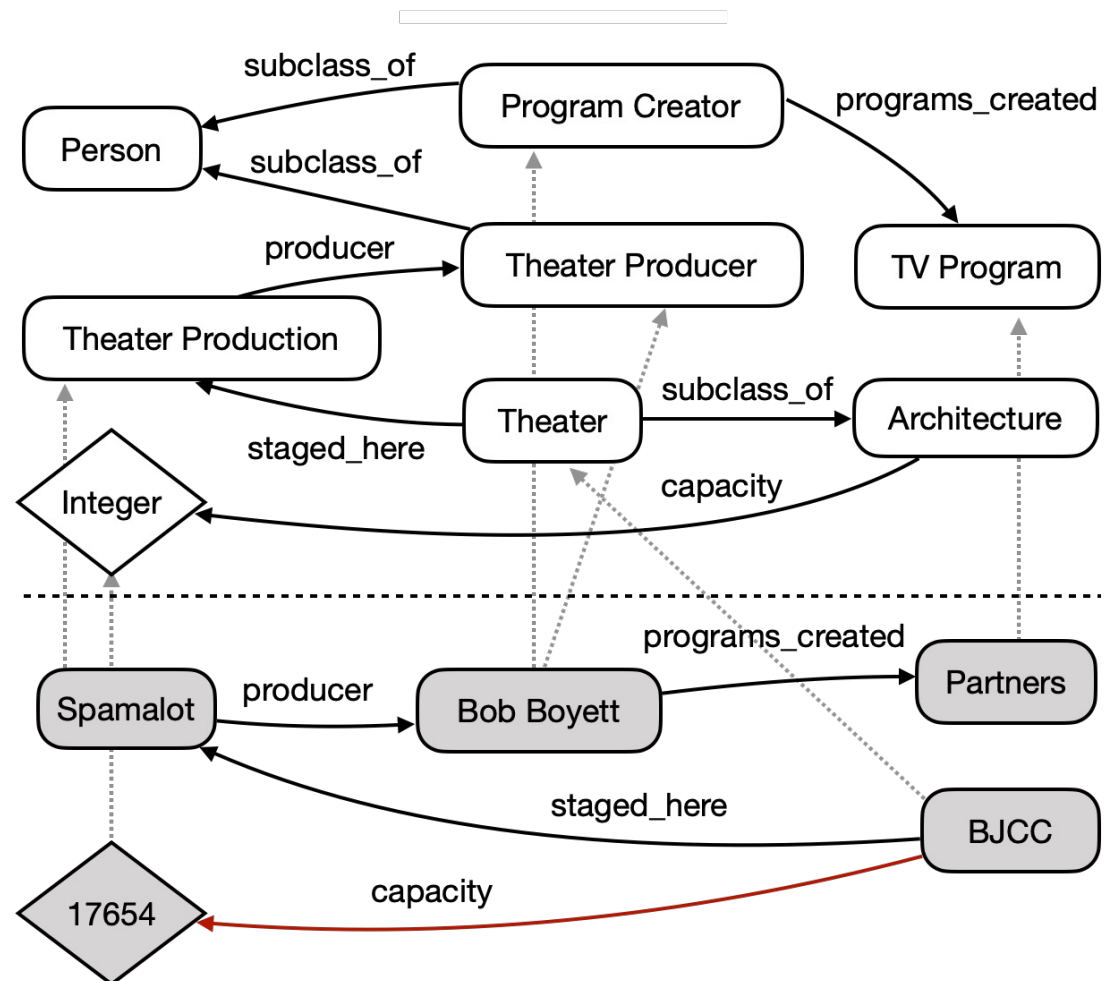 subclass_of
Program Creator
programs_created
Person
subclass_of
producer
Theater Producer
TV Program
Theater Production
subclass_of
Theater
Architecture
staged_here
capacity
Integer
programs_created
Partners
producer
Spamalot
Bob Boyett
staged_here
BJCC
capacity
17654